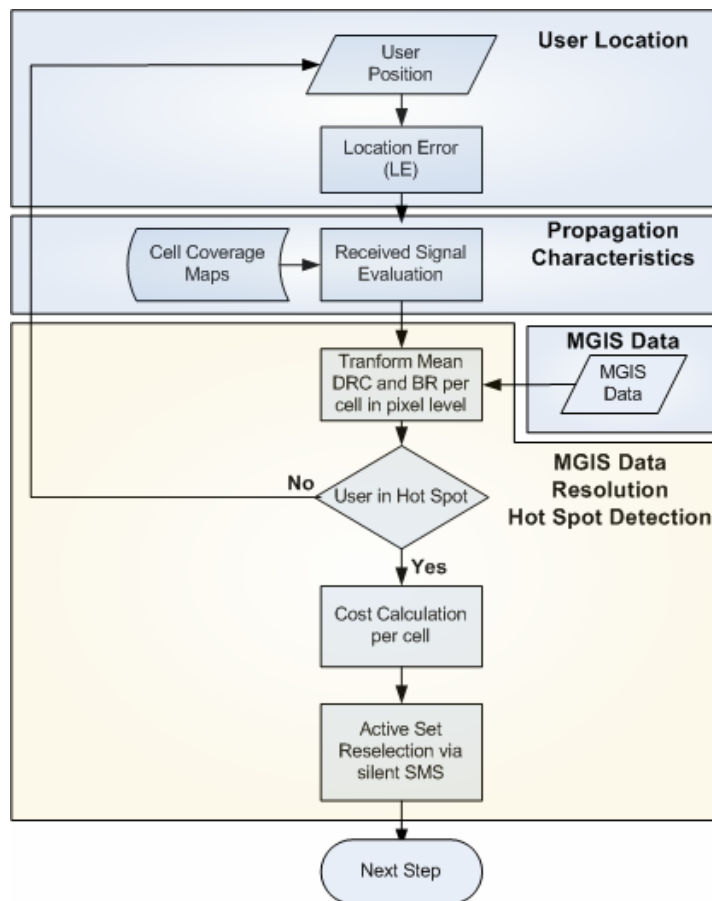 User Location
User
Position
Location Error
(LE)
Propagation
Characteristics
Cell Coverage
Maps
Received Signal
Evaluation
MGIS Data
MGIS
Data
Tranform Mean
DRC and BR per
cell in pixel level
MGIS Data
Resolution
Hot Spot Detection
No
User in Hot Spot
Yes
Cost Calculation
per cell
Active Set
Reselection via
silent SMS
Next Step